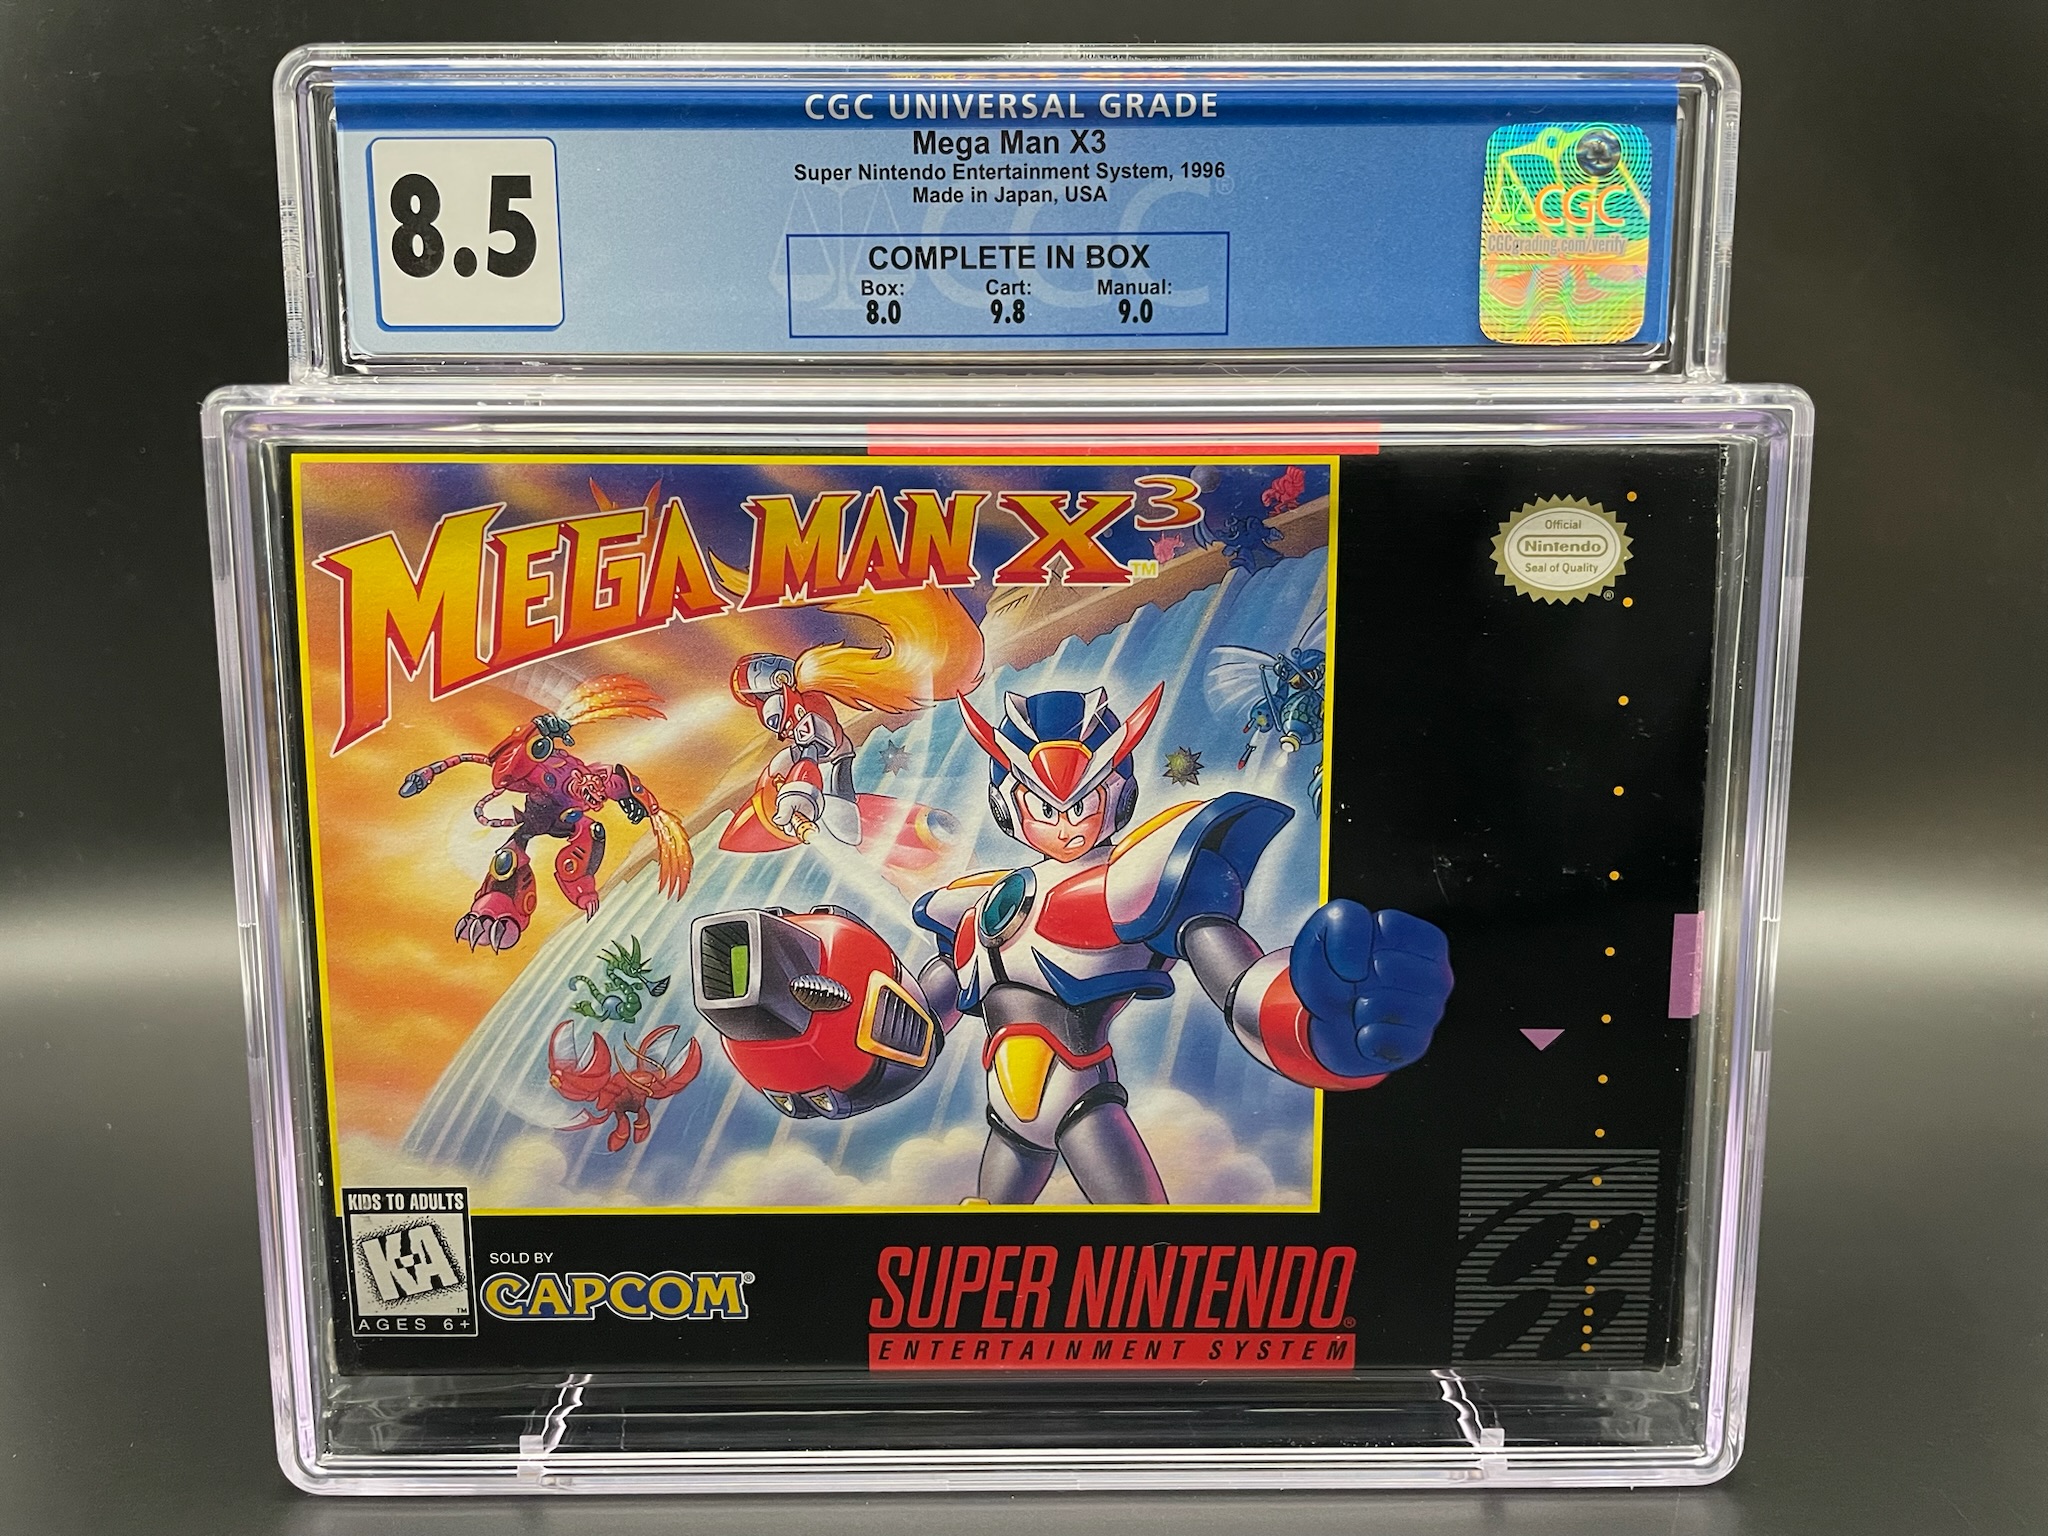 CGC UNIVERSAL GRADE
8.5
Mega Man X3
Super Nintendo Entertainment System, 1996
Made in Japan, USA
COMPLETE IN BOX
Box: Cart: Manual:
8.0 9.8 9.0
CGC
CGCgrading.com/verify
MEGA MAN X3™
Official
Nintendo
Seal of Quality
®
KIDS TO ADULTS
K-A
™
AGES 6+
SOLD BY
CAPCOM®
SUPER NINTENDO®
ENTERTAINMENT SYSTEM